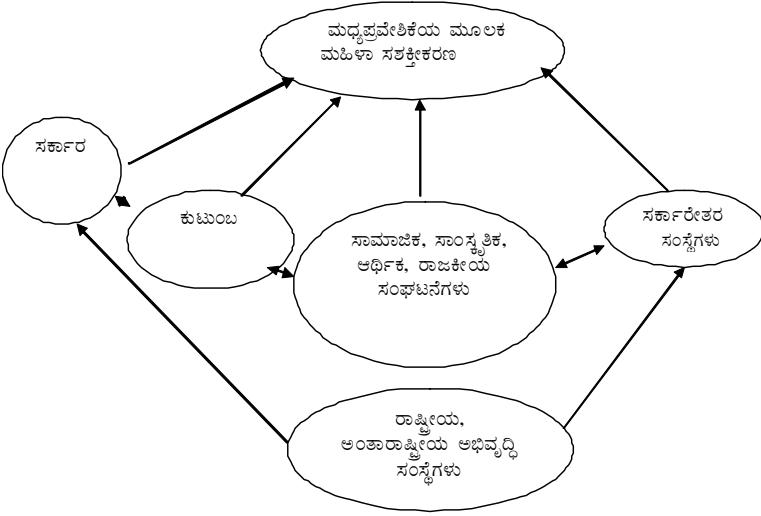 ಮಧ್ಯಪ್ರವೇಶಿಕೆಯ ಮೂಲಕ
ಮಹಿಳಾ ಸಶಕ್ತೀಕರಣ
ಸರ್ಕಾರ
ಕುಟುಂಬ
ಸಾಮಾಜಿಕ, ಸಾಂಸ್ಕೃತಿಕ,
ಆರ್ಥಿಕ, ರಾಜಕೀಯ
ಸಂಘಟನೆಗಳು
ಸರ್ಕಾರೇತರ
ಸಂಸ್ಥೆಗಳು
ರಾಷ್ಟ್ರೀಯ,
ಅಂತಾರಾಷ್ಟ್ರೀಯ ಅಭಿವೃದ್ಧಿ
ಸಂಸ್ಥೆಗಳು